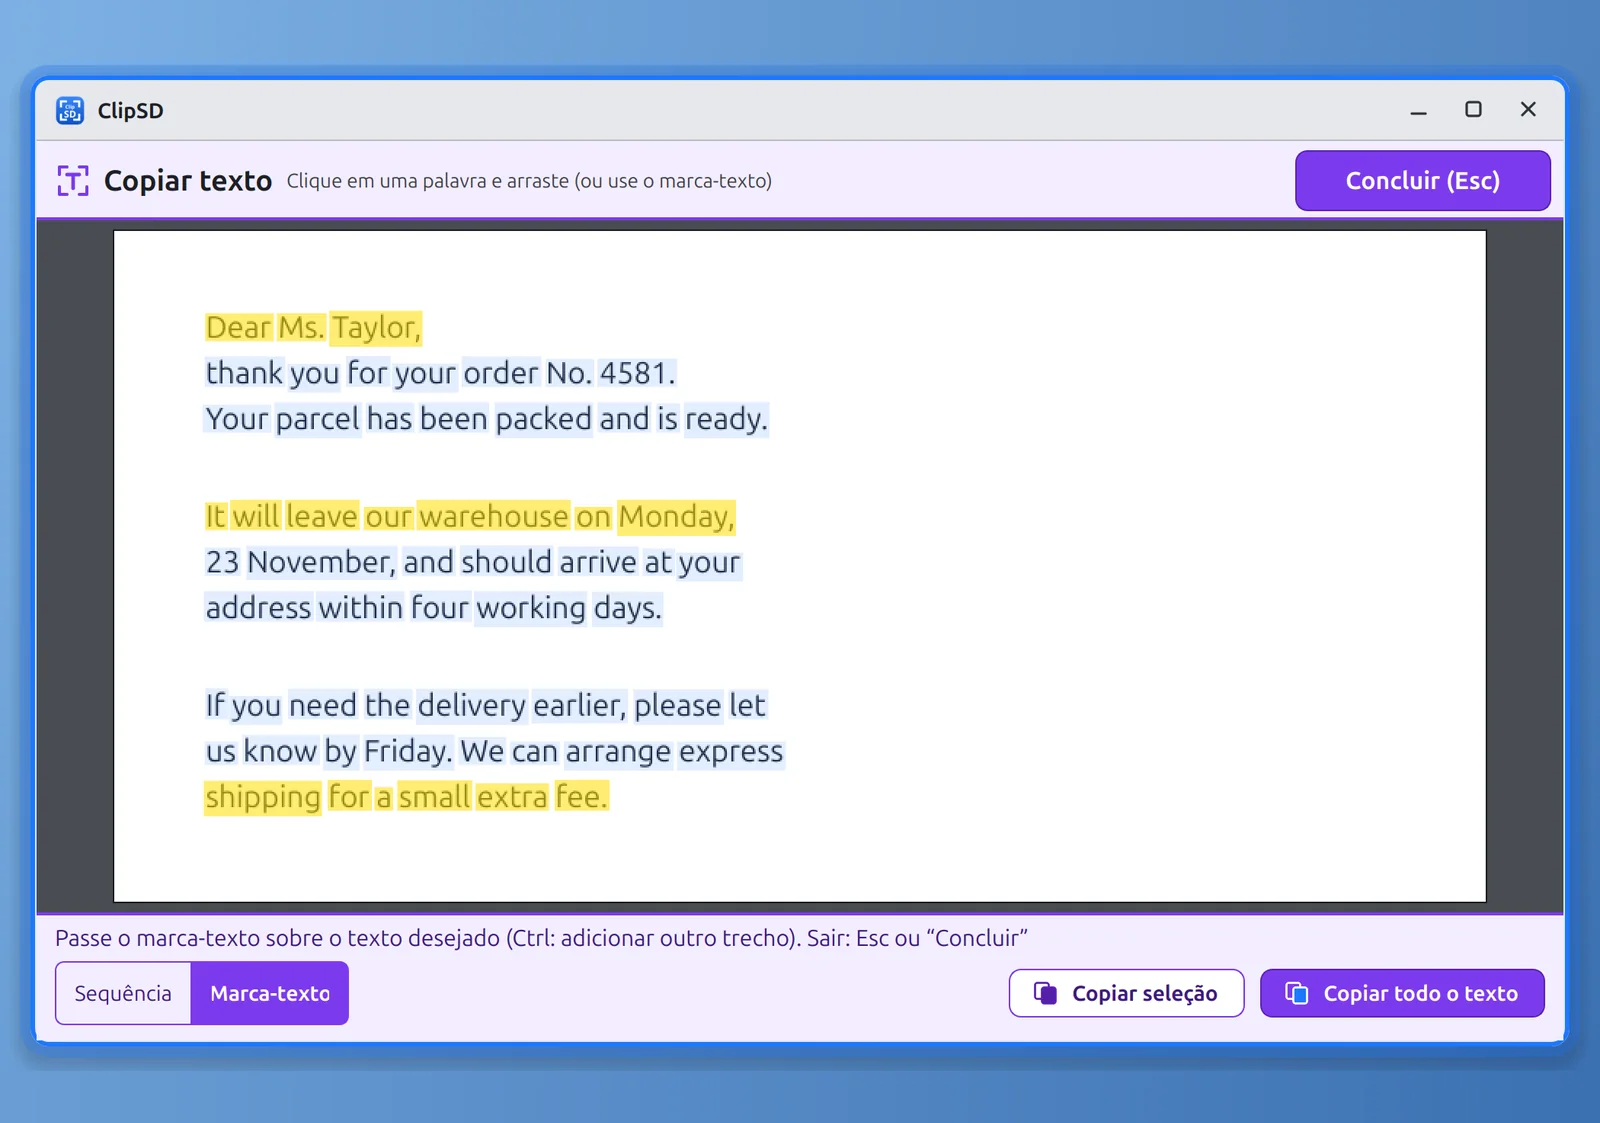 ClipSD
Copiar texto Clique em uma palavra e arraste (ou use o marca-texto)
Concluir (Esc)
Dear Ms. Taylor,
thank you for your order No. 4581.
Your parcel has been packed and is ready.
It will leave our warehouse on Monday,
23 November, and should arrive at your
address within four working days.
If you need the delivery earlier, please let
us know by Friday. We can arrange express
shipping for a small extra fee.
Passe o marca-texto sobre o texto desejado (Ctrl: adicionar outro trecho). Sair: Esc ou “Concluir”
Sequência Marca-texto Copiar seleção Copiar todo o texto